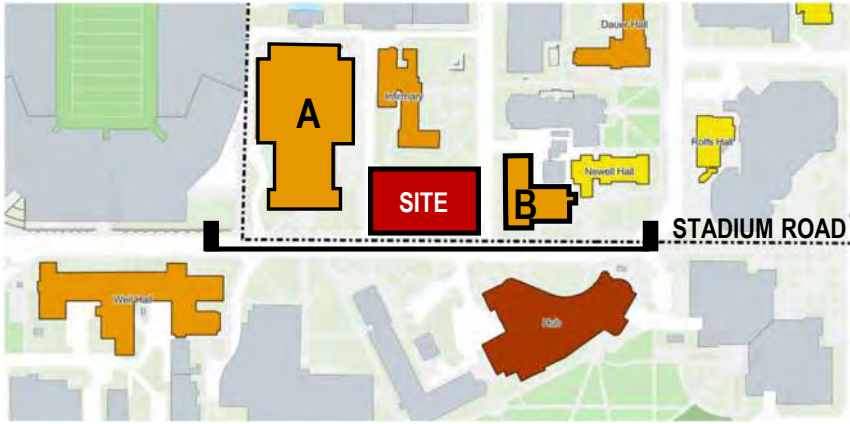 Dauer Hall
A
Infirmary
Rolfs Hall
Newell Hall
SITE
B
STADIUM ROAD
Weil Hall
Hub